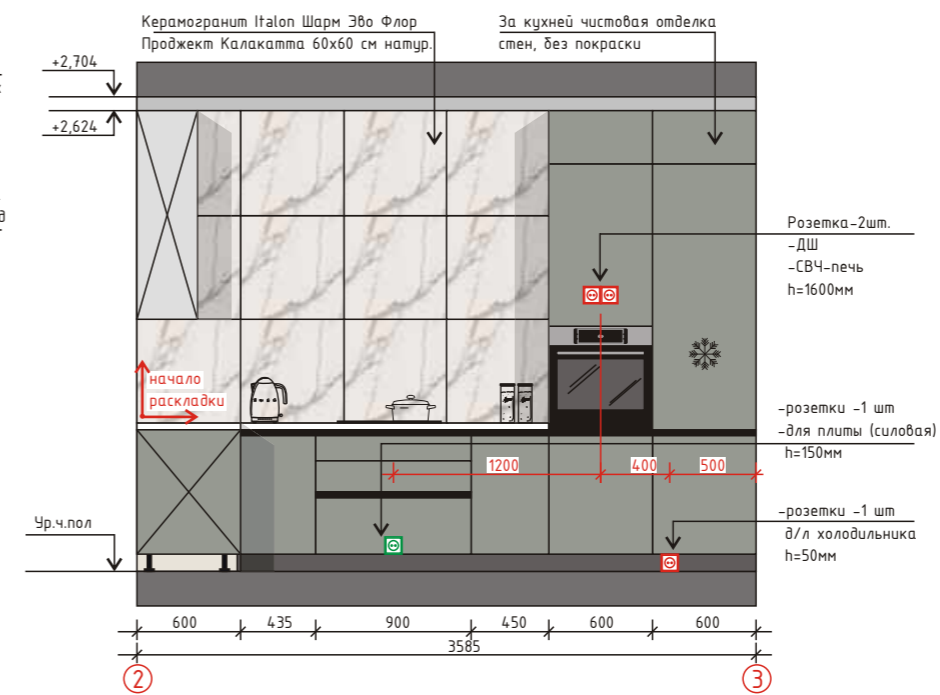 Керамогранит Italon Шарм Эво Флор
Проджект Калакатта 60х60 см натур.
За кухней чистовая отделка
стен, без покраски
+2,704
+2,624
д
Розетка-2шт.
-ДШ
-СВЧ-печь
h=1600мм
начало
раскладки
-розетки -1 шт
-для плиты (силовая)
h=150мм
1200
400
500
-розетки -1 шт
д/л холодильника
h=50мм
Ур.ч.пол
600
435
900
450
600
600
3585
2
3